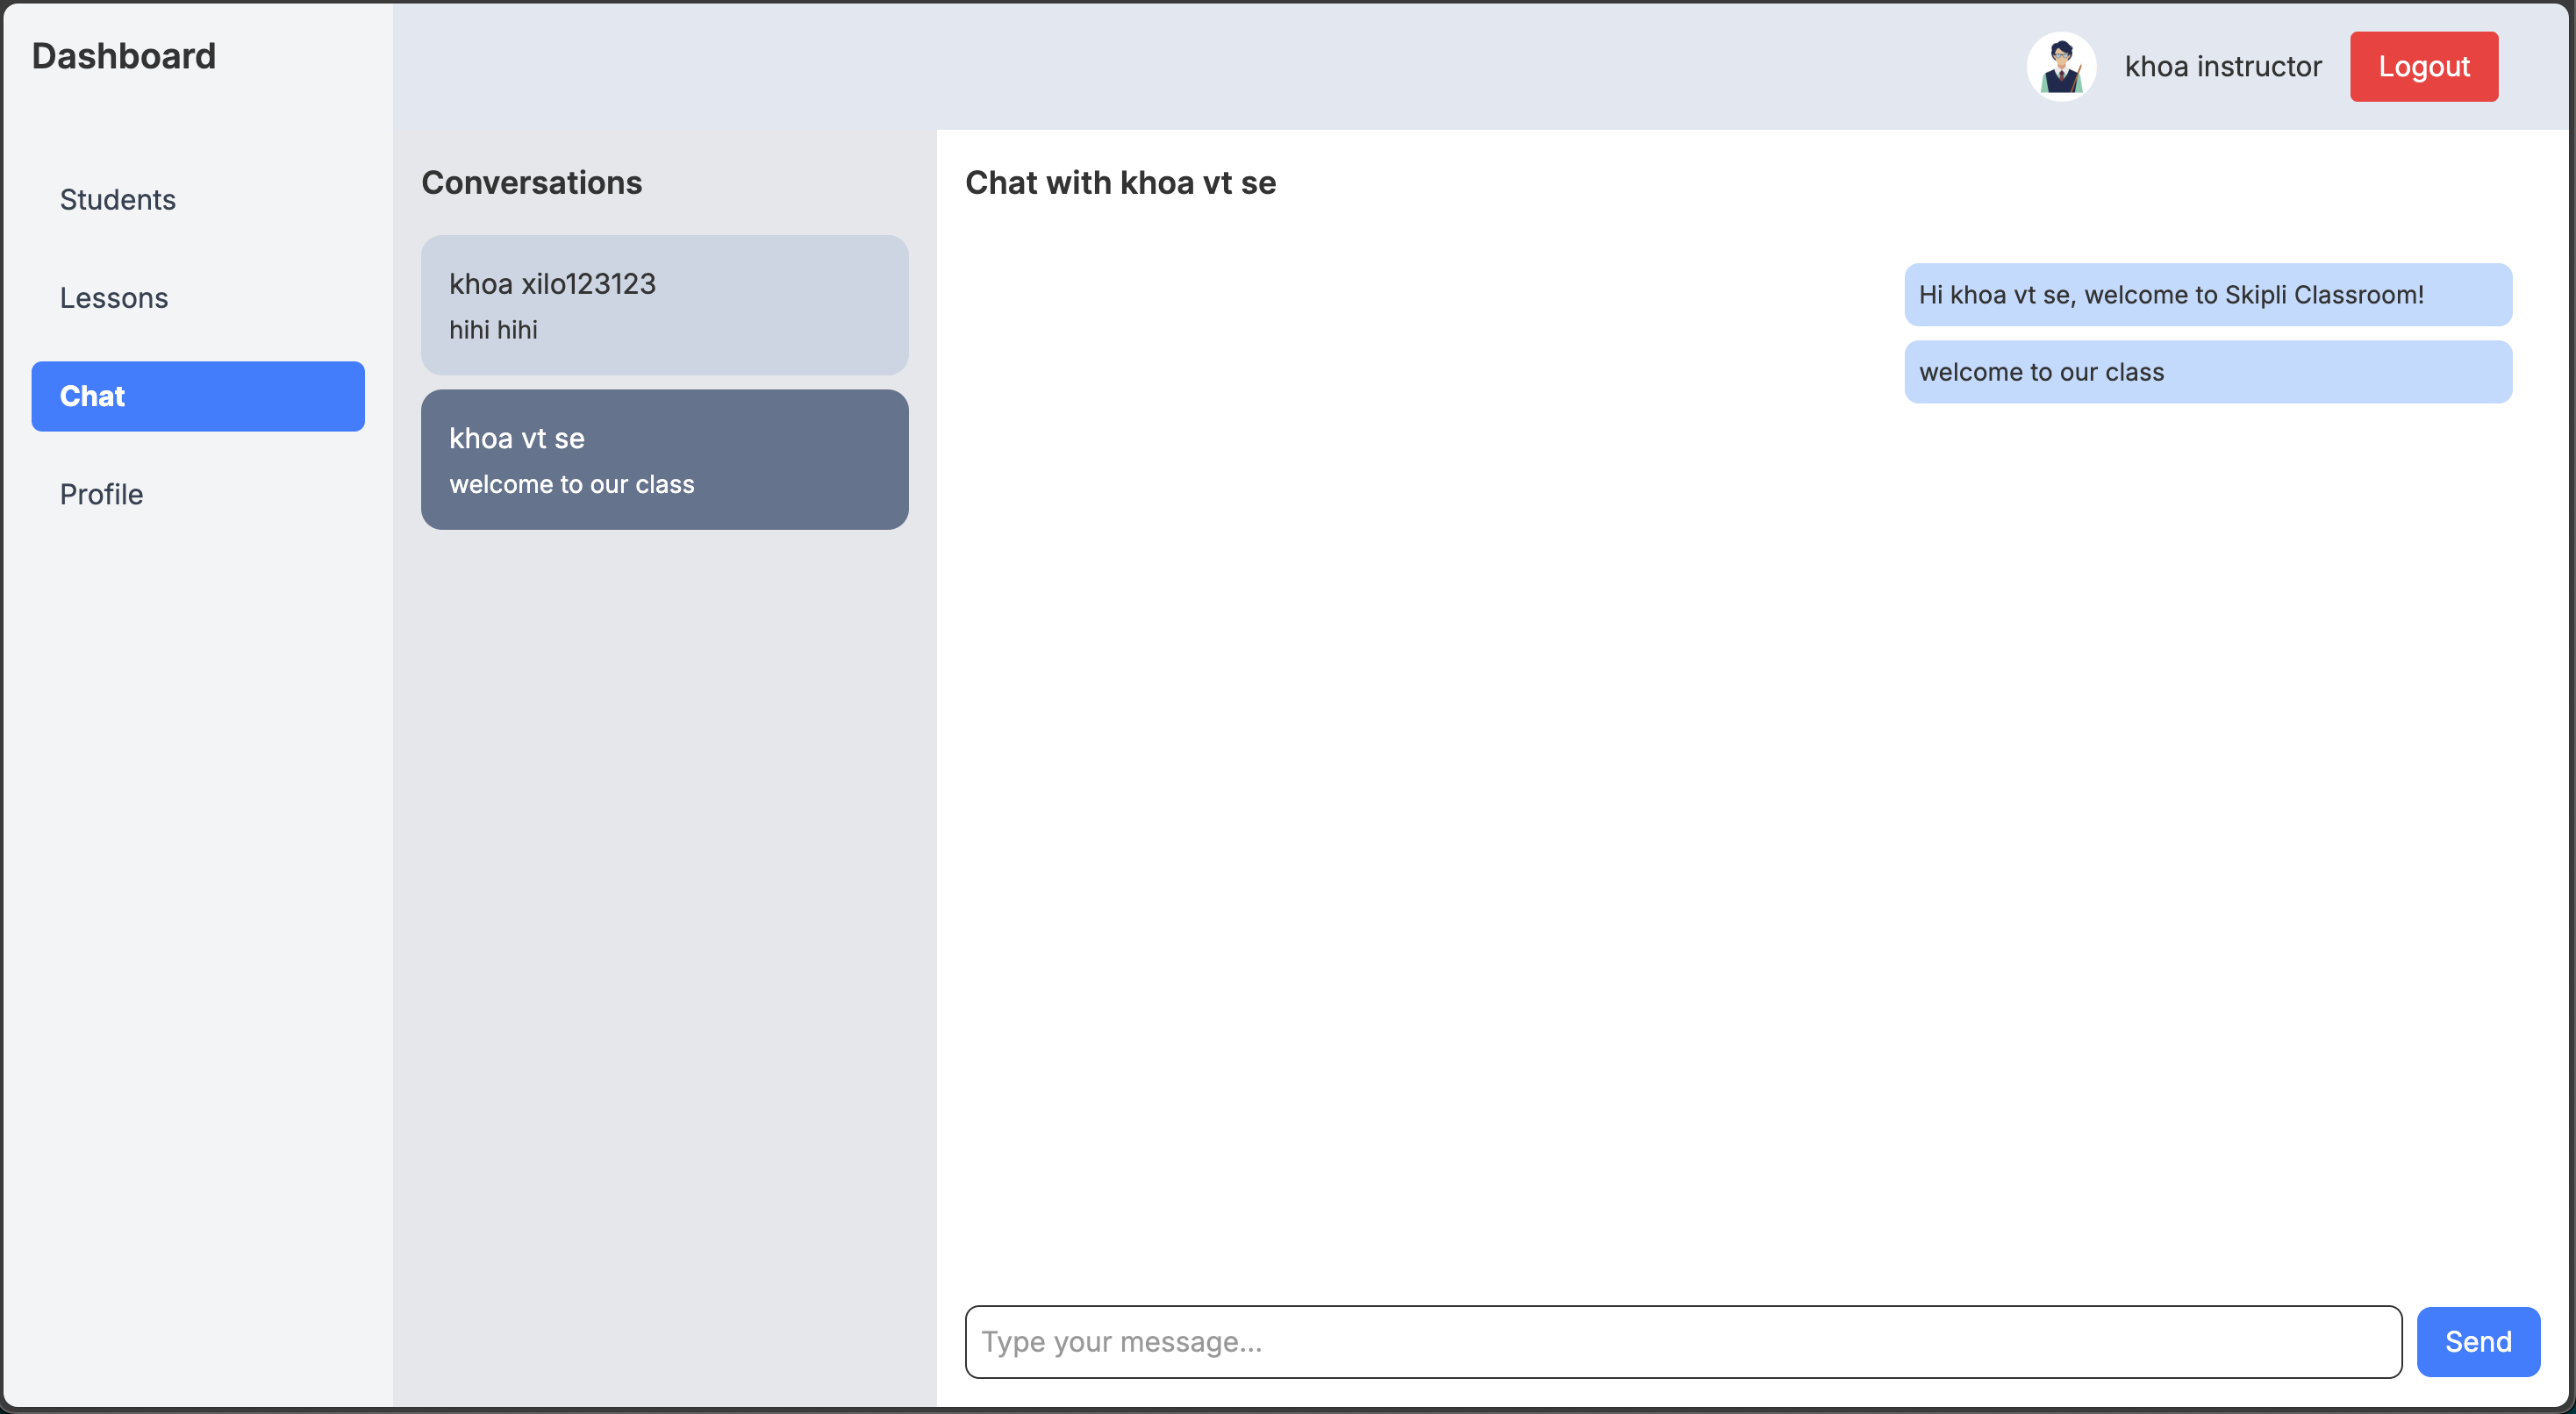 Dashboard
khoa instructor
Logout
Students
Lessons
Chat
Profile
Conversations
khoa xilo123123
hihi hihi
khoa vt se
welcome to our class
Chat with khoa vt se
Hi khoa vt se, welcome to Skipli Classroom!
welcome to our class
Type your message...
Send